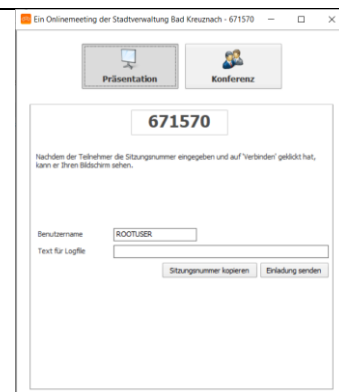 Ein Onlinemeeting der Stadtverwaltung Bad Kreuznach - 671570
Präsentation
Konferenz
671570
Nachdem der Teilnehmer die Sitzungsnummer eingegeben und auf 'Verbinden' geklickt hat,
kann er Ihren Bildschirm sehen.
Benutzername
ROOTUSER
Text für Logfile
Sitzungsnummer kopieren
Einladung senden